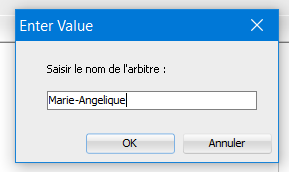 Enter Value
Saisir le nom de l'arbitre :
Marie-Angelique
OK
Annuler